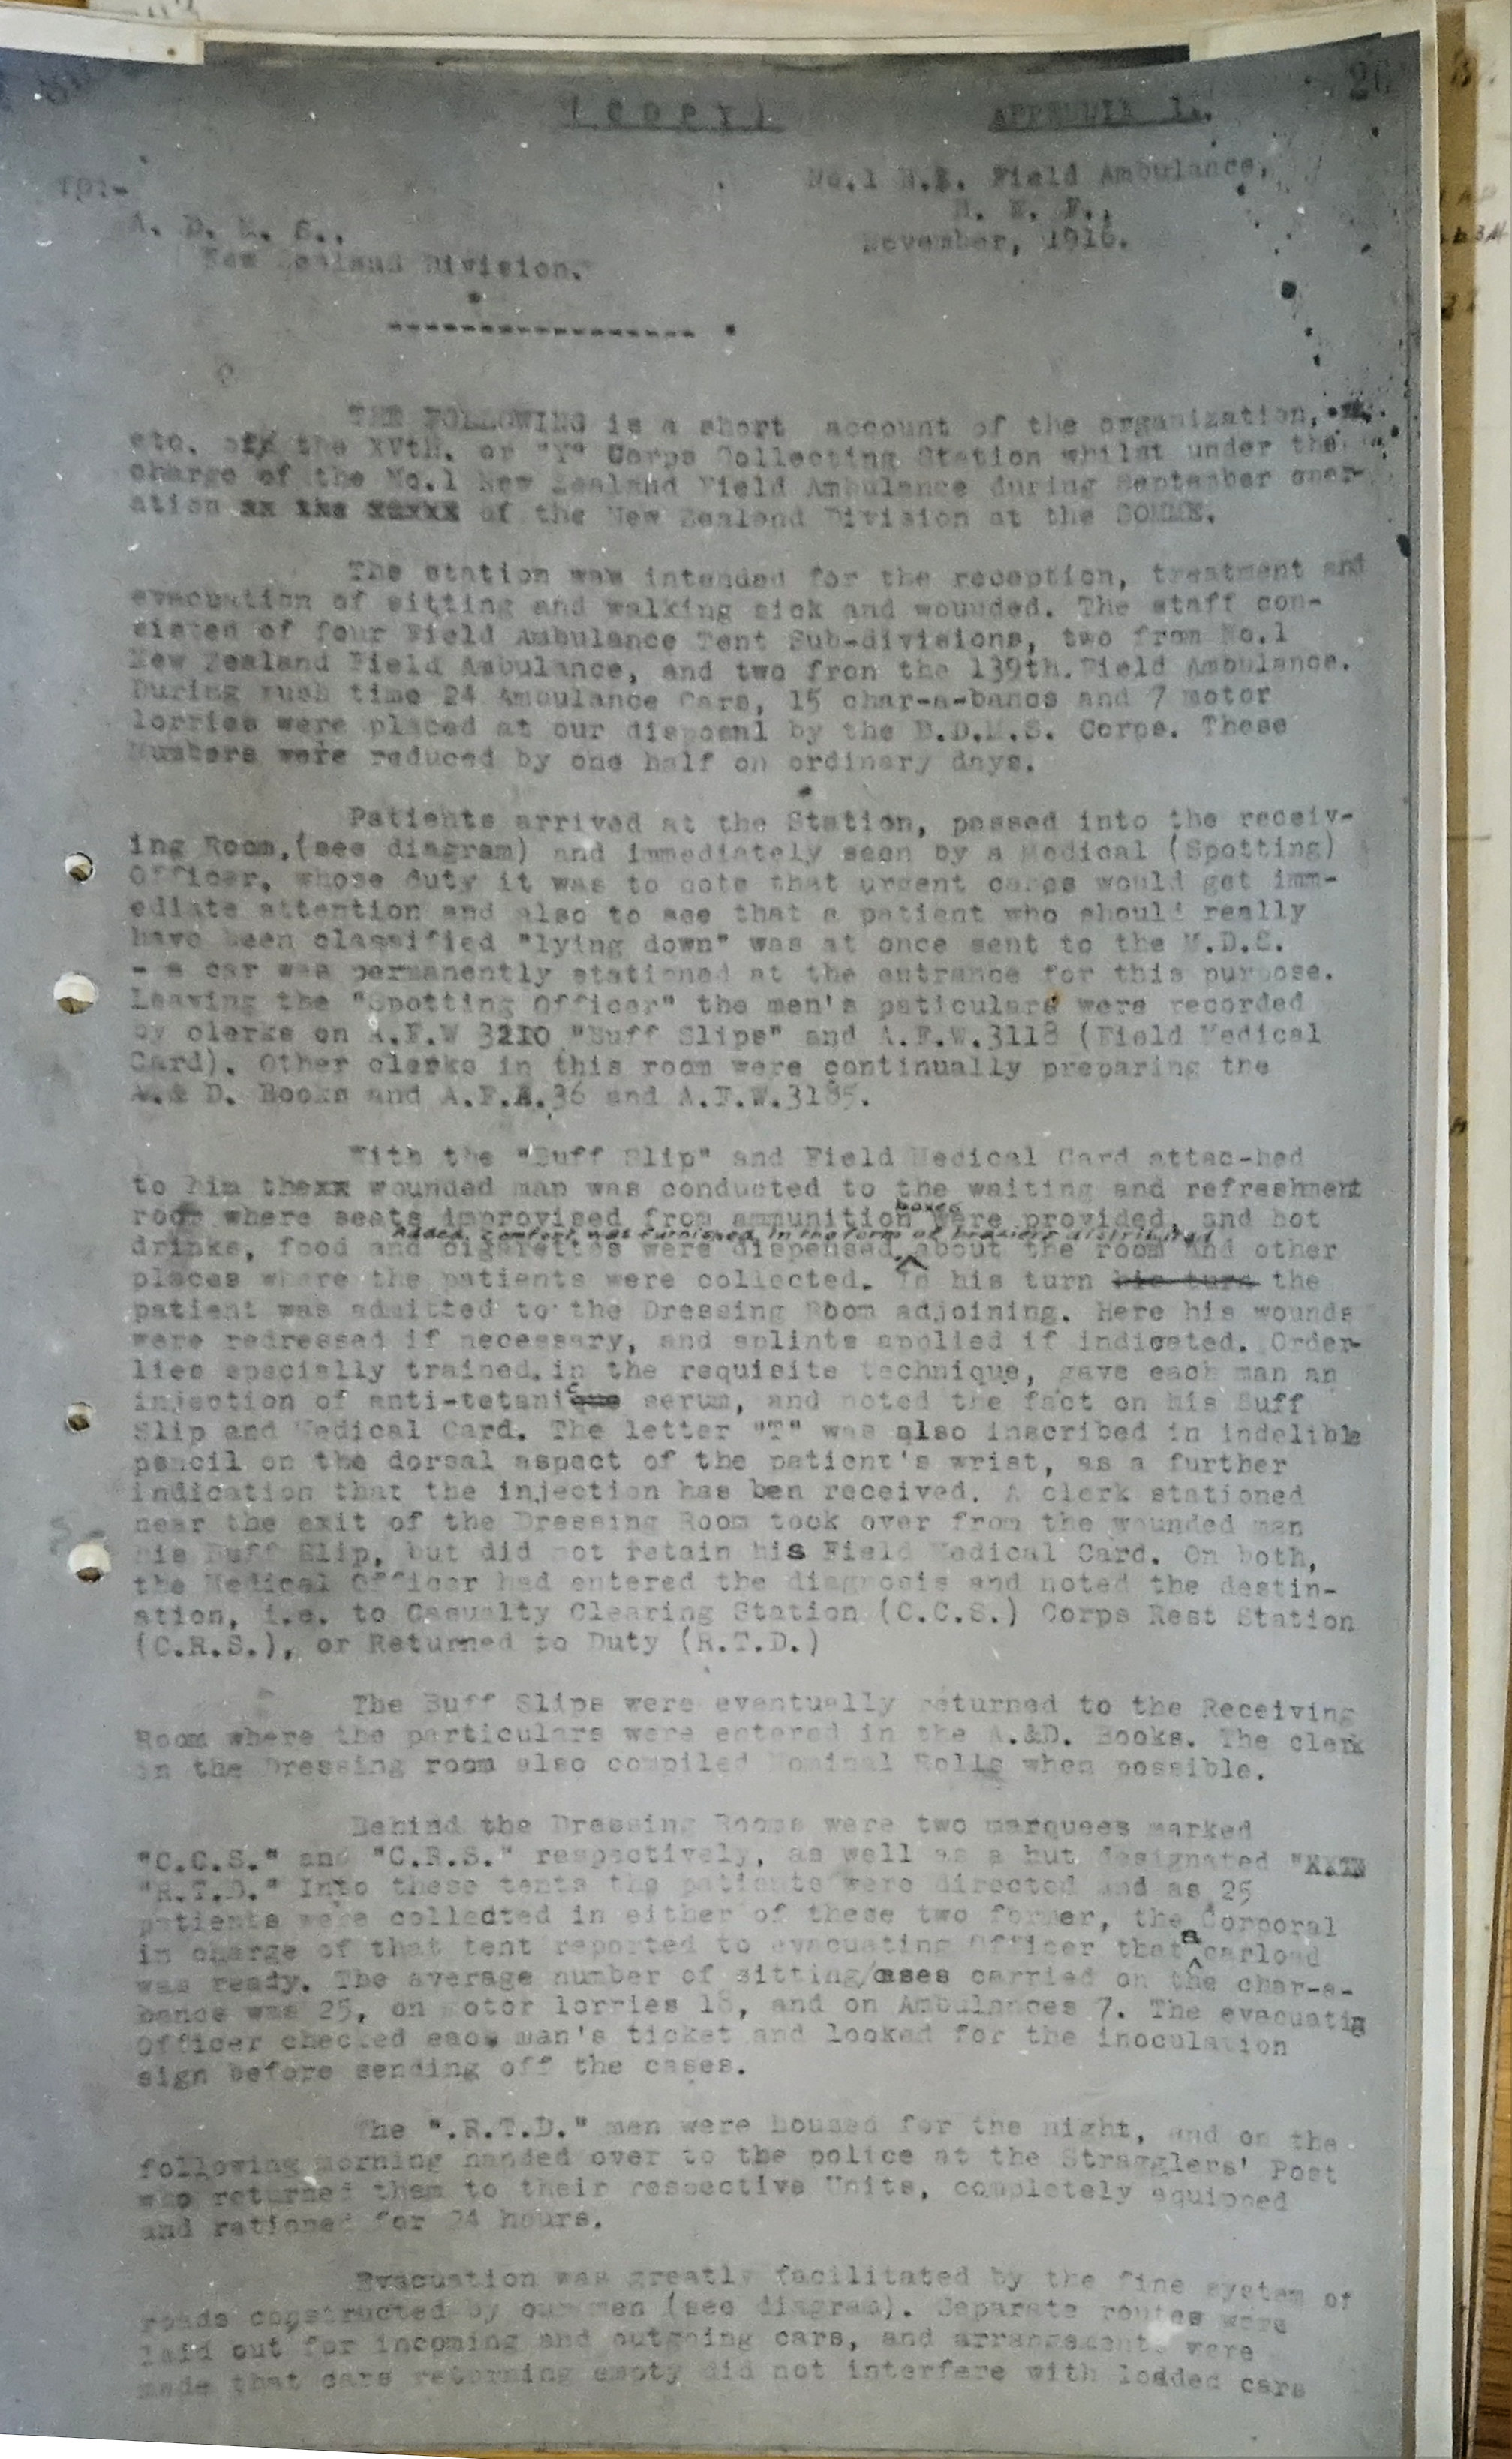 (Copy)
APPENDIX 1.
No.1 N.Z. Field Ambulance,
TO:-
A. D. M. S.,
November, 1916.
New Zealand Division.
THE FOLLOWING is a short account of the organization,
etc. of the XVth. or "Y" Corps Collecting Station whilst under the
charge of the No.1 New Zealand Field Ambulance during September oper-
ation xx xxx xxxxx of the New Zealand Division at the SOMME.
The station was intended for the reception, treatment and
evacuation of sitting and walking sick and wounded. The staff con-
sisted of four Field Ambulance Tent Sub-divisions, two from No.1
New Zealand Field Ambulance, and two fron the 139th. Field Ambulance.
During rush time 24 Ambulance Cars, 15 char-a-bancs and 7 motor
lorries were placed at our disposal by the D.D.M.S. Corps. These
Numbers were reduced by one half on ordinary days.
Patients arrived at the Station, passed into the receiv-
ing Room,(see diagram) and immediately seen by a Medical (Spotting)
Officer, whose duty it was to note that urgent cases would get imm-
ediate attention and also to see that a patient who should really
have been classified "lying down" was at once sent to the M.D.S.
- a car was permanently stationed at the entrance for this purpose.
Leaving the "Spotting Officer" the men's paticulars were recorded
by clerks on A.F.W 3210 "Buff Slips" and A.F.W.3118 (Field Medical
Card). Other clerks in this room were continually preparing the
A.& D. Books and A.F.A.36 and A.F.W.3185.
With the "Buff Slip" and Field Medical Card attac-hed
to him thexx wounded man was conducted to the waiting and refreshment
room where seats improvised from ammunition boxes were provided, and hot
Added comfort was furnished in the form of braziers distributed
drinks, food and cigarettes were dispensed about the room and other
places where the patients were collected. In his turn his turn the
patient was admitted to the Dressing Room adjoining. Here his wounds
were redressed if necessary, and splints applied if indicated. Order-
lies specially trained in the requisite technique, gave each man an
injection of anti-tetanic serum, and noted the fact on his Buff
Slip and Medical Card. The letter "T" was also inscribed in indelible
pencil on the dorsal aspect of the patient's wrist, as a further
indication that the injection has ben received. A clerk stationed
near the exit of the Dressing Room took over from the wounded man
his Buff Slip, but did not retain his Field Medical Card. On both,
the Medical Officer had entered the diagnosis and noted the destin-
ation, i.e. to Casualty Clearing Station (C.C.S.) Corps Rest Station
(C.R.S.), or Returned to Duty (R.T.D.)
The Buff Slips were eventually returned to the Receiving
Room where the particulars were entered in the A.&D. Books. The clerk
in the Dressing room also compiled Nominal Rolls when possible.
Behind the Dressing Rooms were two marquees marked
"C.C.S." and "C.R.S." respectively, as well as a hut designated
"R.T.D." Into these tents the patients were directed and as 25
patients were collected in either of these two former, the Corporal
in charge of that tent reported to evacuating Officer that a carload
was ready. The average number of sitting/cases carried on the char-a-
bancs was 25, on motor lorries 18, and on Ambulances 7. The evacuatig
Officer checked each man's ticket and looked for the inoculation
sign before sending off the cases.
The ".R.T.D." men were housed for the night, and on the
following morning handed over to the police at the Stragglers' Post
who returned them to their respective Units, completely equipped
and rationed for 24 hours.
Evacuation was greatly facilitated by the fine system of
roads constructed by our men (see diagram). Separate routes were
laid out for incoming and outgoing cars, and arrangements were
made that cars returning empty did not interfere with loaded cars